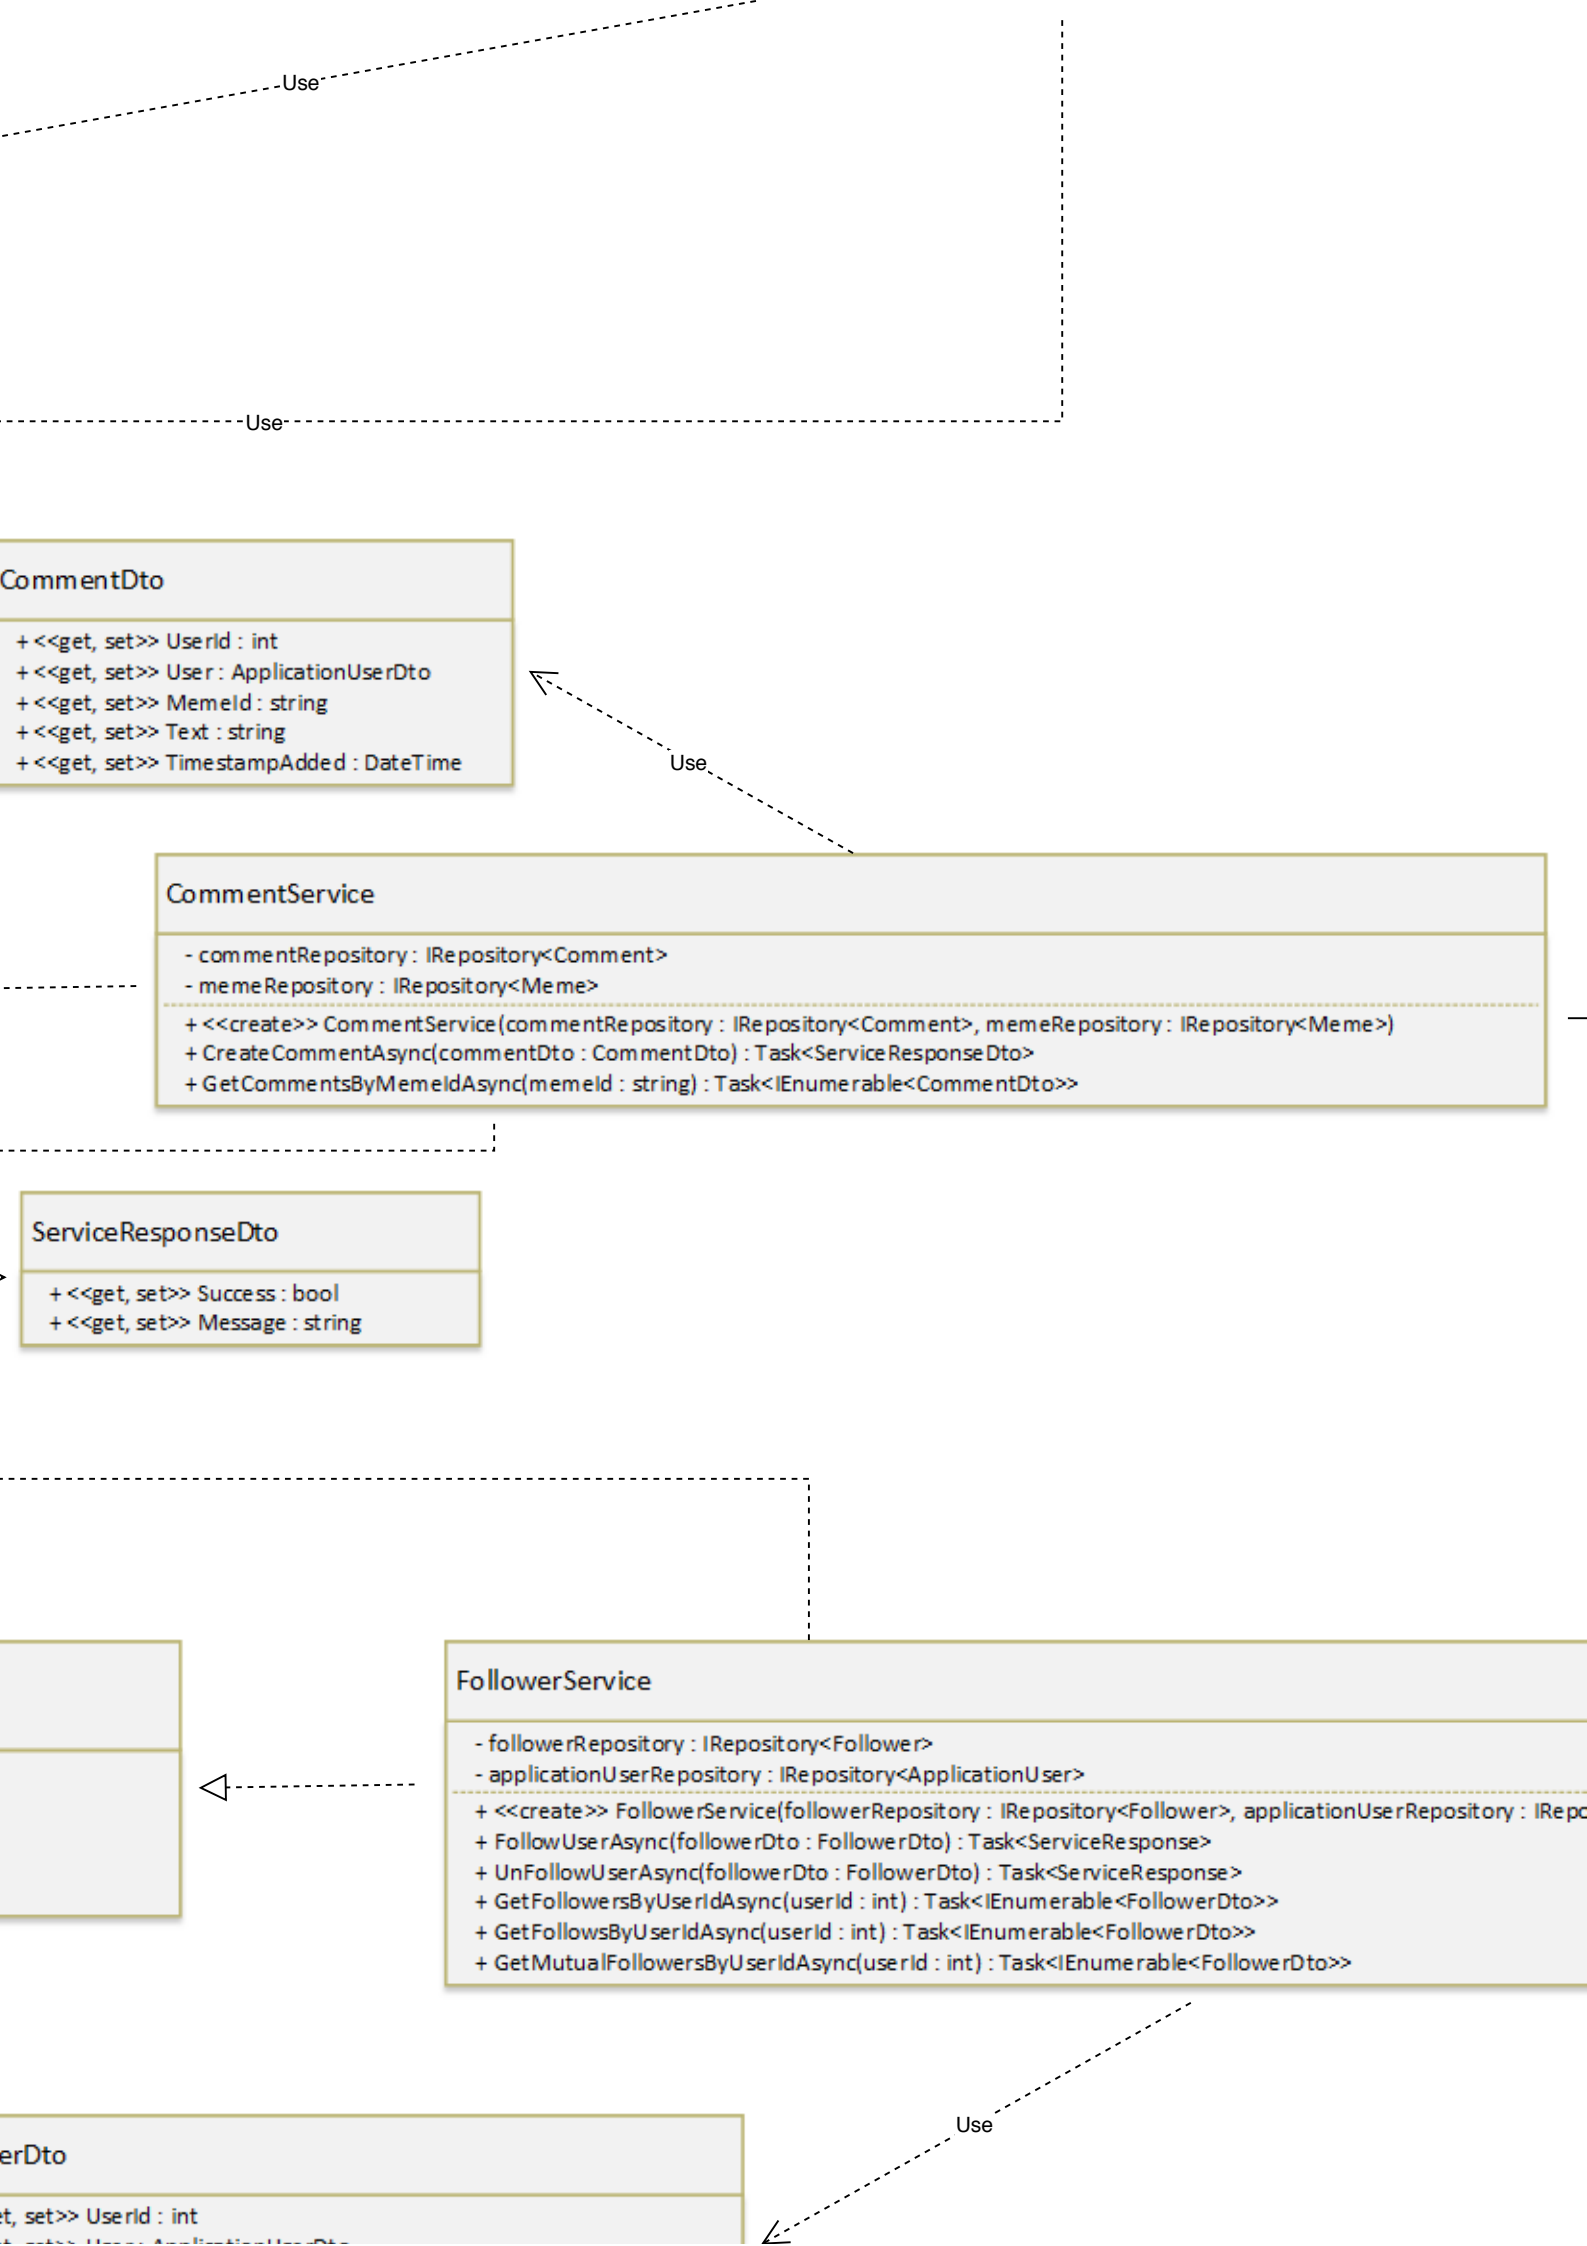 Use
Use
CommentDto
+ <<get, set>> UserId : int
+ <<get, set>> User : ApplicationUserDto
+ <<get, set>> MemeId : string
+ <<get, set>> Text : string
+ <<get, set>> TimestampAdded : DateTime
Use
CommentService
- commentRepository : IRepository<Comment>
- memeRepository : IRepository<Meme>
+ <<create>> CommentService(commentRepository : IRepository<Comment>, memeRepository : IRepository<Meme>)
+ CreateCommentAsync(commentDto : CommentDto) : Task<ServiceResponseDto>
+ GetCommentsByMemeIdAsync(memeId : string) : Task<IEnumerable<CommentDto>>
ServiceResponseDto
+ <<get, set>> Success : bool
+ <<get, set>> Message : string
FollowerService
- followerRepository : IRepository<Follower>
- applicationUserRepository : IRepository<ApplicationUser>
+ <<create>> FollowerService(followerRepository : IRepository<Follower>, applicationUserRepository : IRepo
+ FollowUserAsync(followerDto : FollowerDto) : Task<ServiceResponse>
+ UnFollowUserAsync(followerDto : FollowerDto) : Task<ServiceResponse>
+ GetFollowersByUserIdAsync(userId : int) : Task<IEnumerable<FollowerDto>>
+ GetFollowsByUserIdAsync(userId : int) : Task<IEnumerable<FollowerDto>>
+ GetMutualFollowersByUserIdAsync(userId : int) : Task<IEnumerable<FollowerDto>>
Use
erDto
et, set>> UserId : int